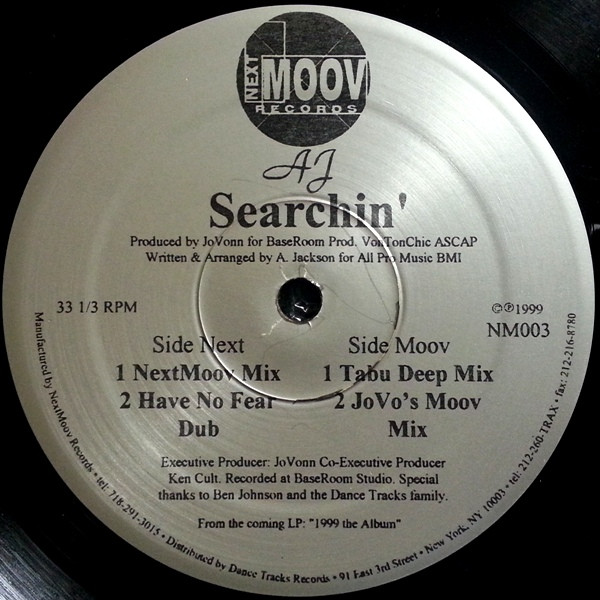 NEXT
MOOV
RECORDS
AJ
Searchin'
Produced by JoVonn for BaseRoom Prod. VonTonChic ASCAP
Written & Arranged by A. Jackson for All Pro Music BMI
33 1/3 RPM
©℗1999
NM003
Side Next
1 NextMoov Mix
2 Have No Fear
Dub
Side Moov
1 Tabu Deep Mix
2 JoVo's Moov
Mix
Executive Producer: JoVonn Co-Executive Producer
Ken Cult. Recorded at BaseRoom Studio. Special
thanks to Ben Johnson and the Dance Tracks family.
From the coming LP: "1999 the Album"
Manufactured by NextMoov Records • tel: 718-291-3015 • Distributed by Dance Tracks Records • 91 East 3rd Street • New York, NY 10003 • tel: 212-260-TRAX • fax: 212-216-8780